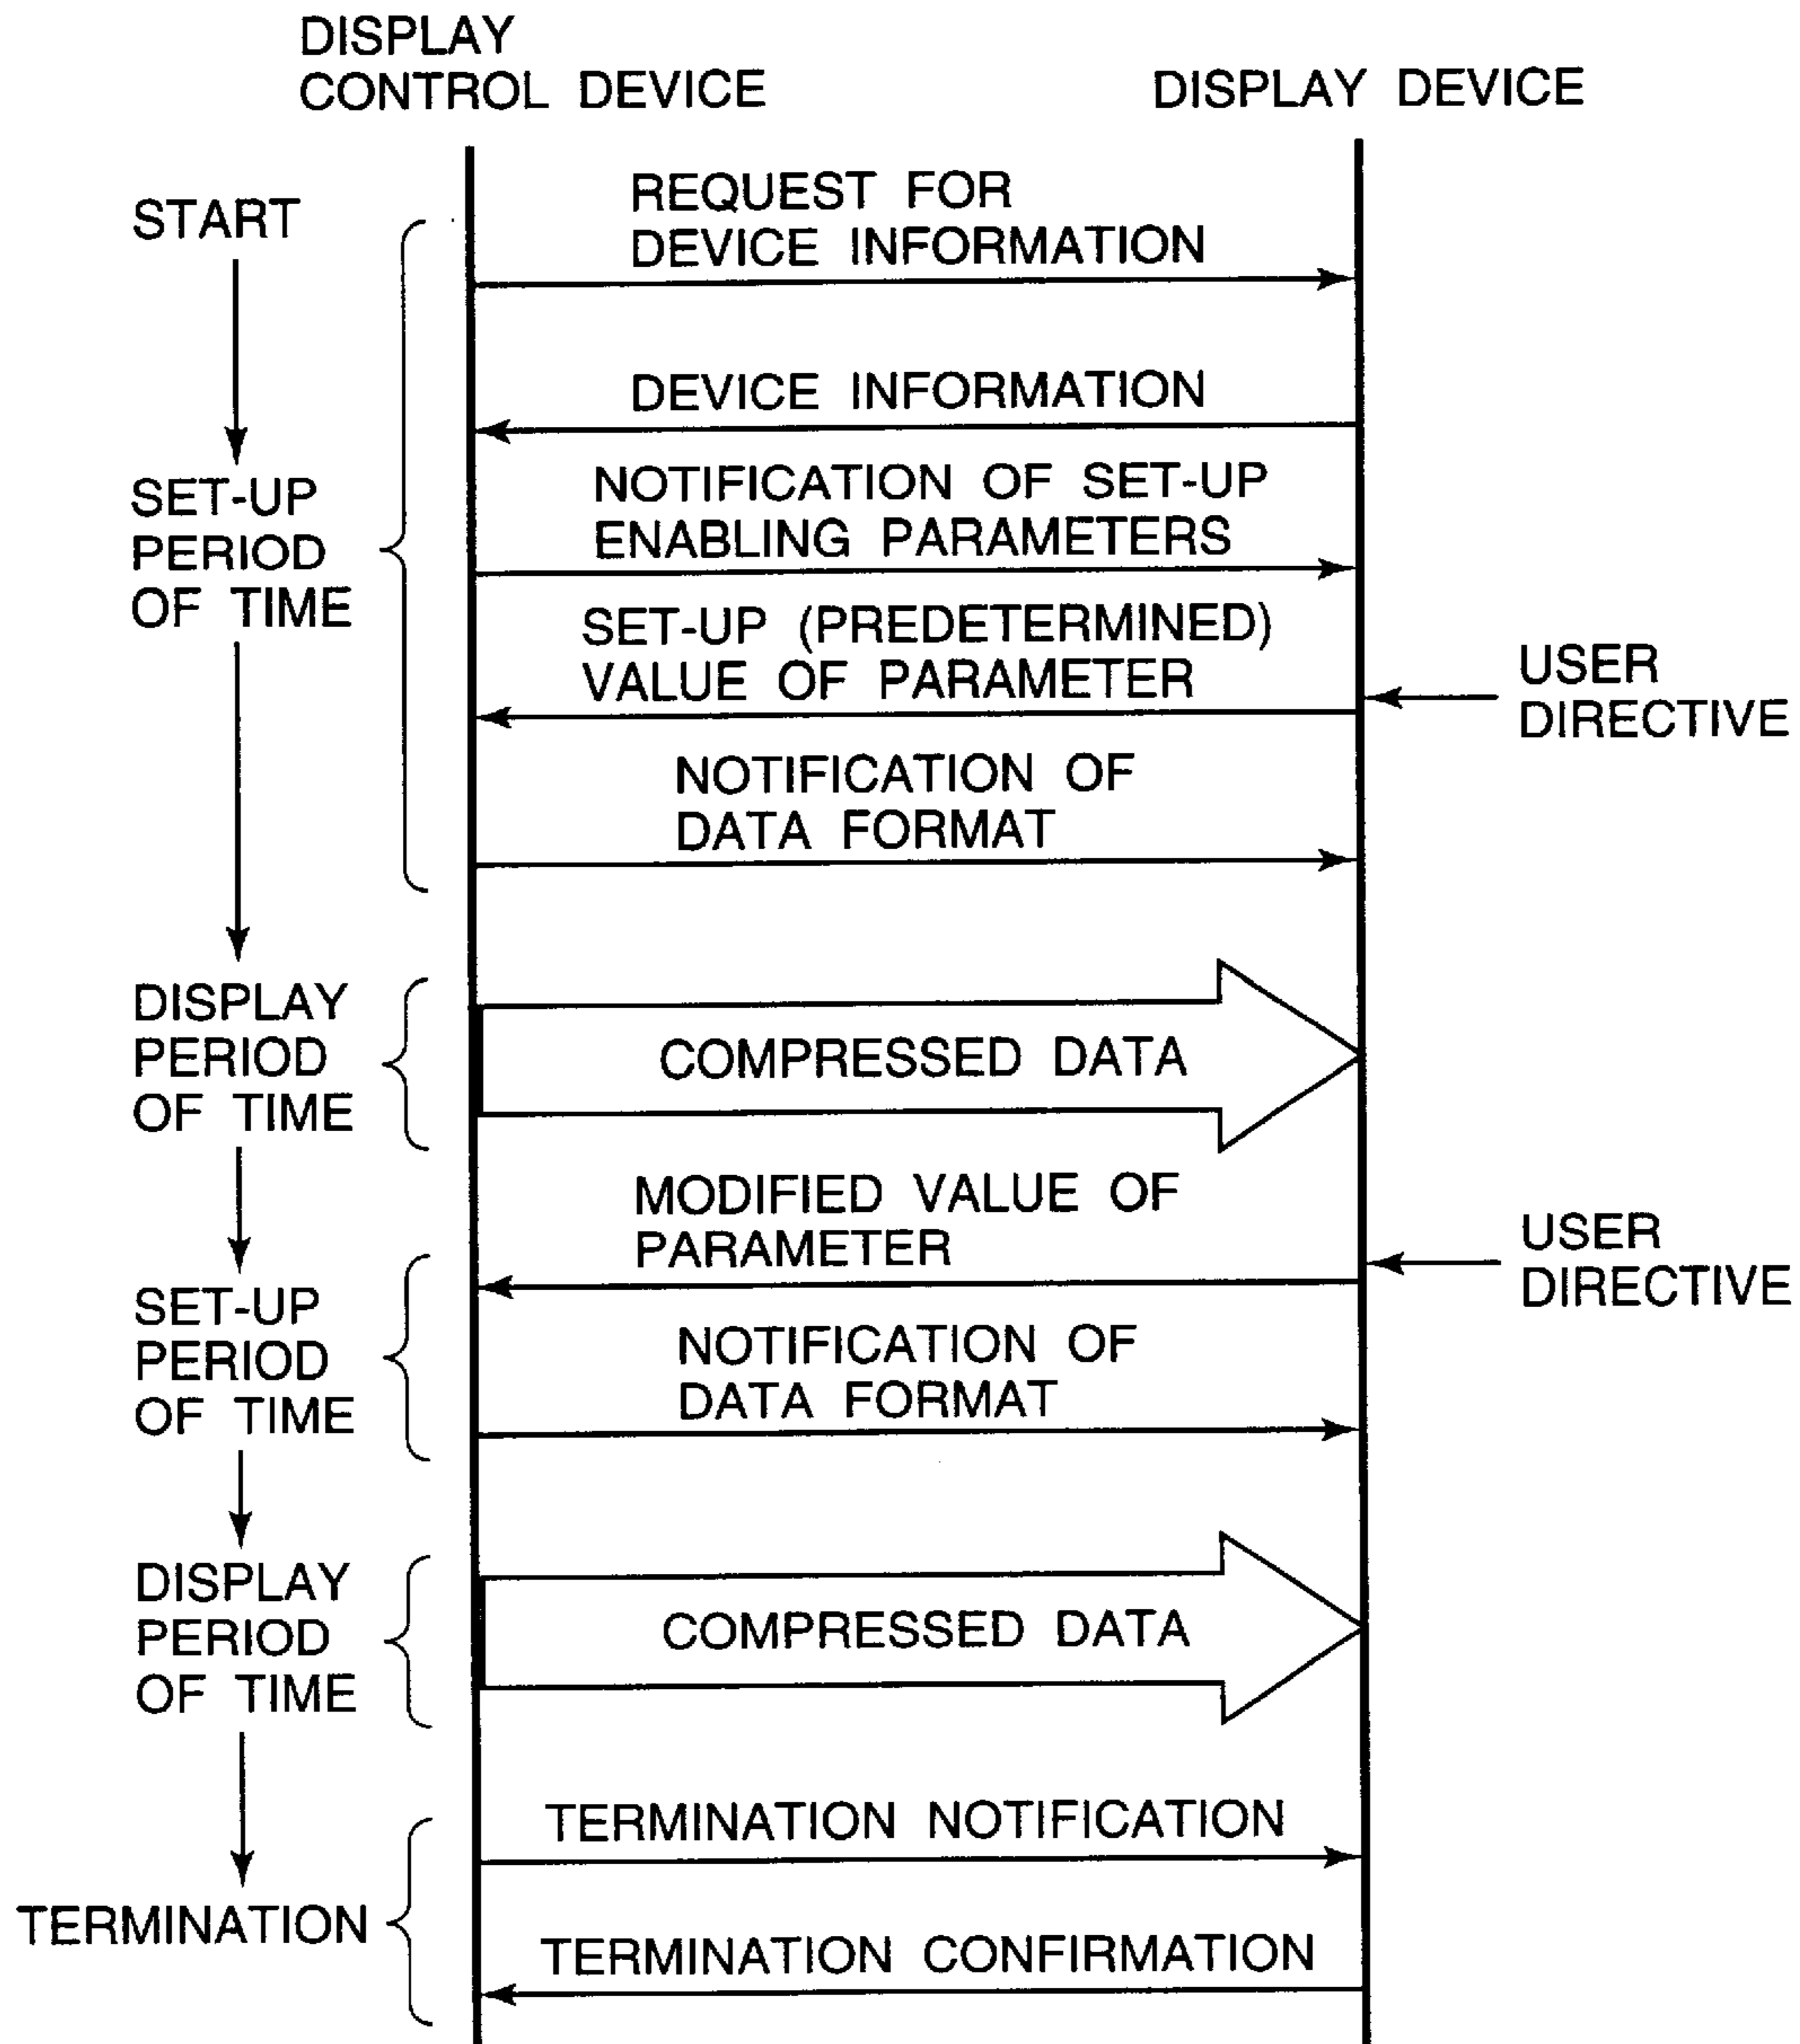 DISPLAY
CONTROL DEVICE
DISPLAY DEVICE
START
REQUEST FOR
DEVICE INFORMATION
DEVICE INFORMATION
SET-UP
PERIOD
OF TIME
NOTIFICATION OF SET-UP
ENABLING PARAMETERS
SET-UP (PREDETERMINED)
VALUE OF PARAMETER
USER
DIRECTIVE
NOTIFICATION OF
DATA FORMAT
DISPLAY
PERIOD
OF TIME
COMPRESSED DATA
MODIFIED VALUE OF
PARAMETER
USER
DIRECTIVE
SET-UP
PERIOD
OF TIME
NOTIFICATION OF
DATA FORMAT
DISPLAY
PERIOD
OF TIME
COMPRESSED DATA
TERMINATION NOTIFICATION
TERMINATION
TERMINATION CONFIRMATION